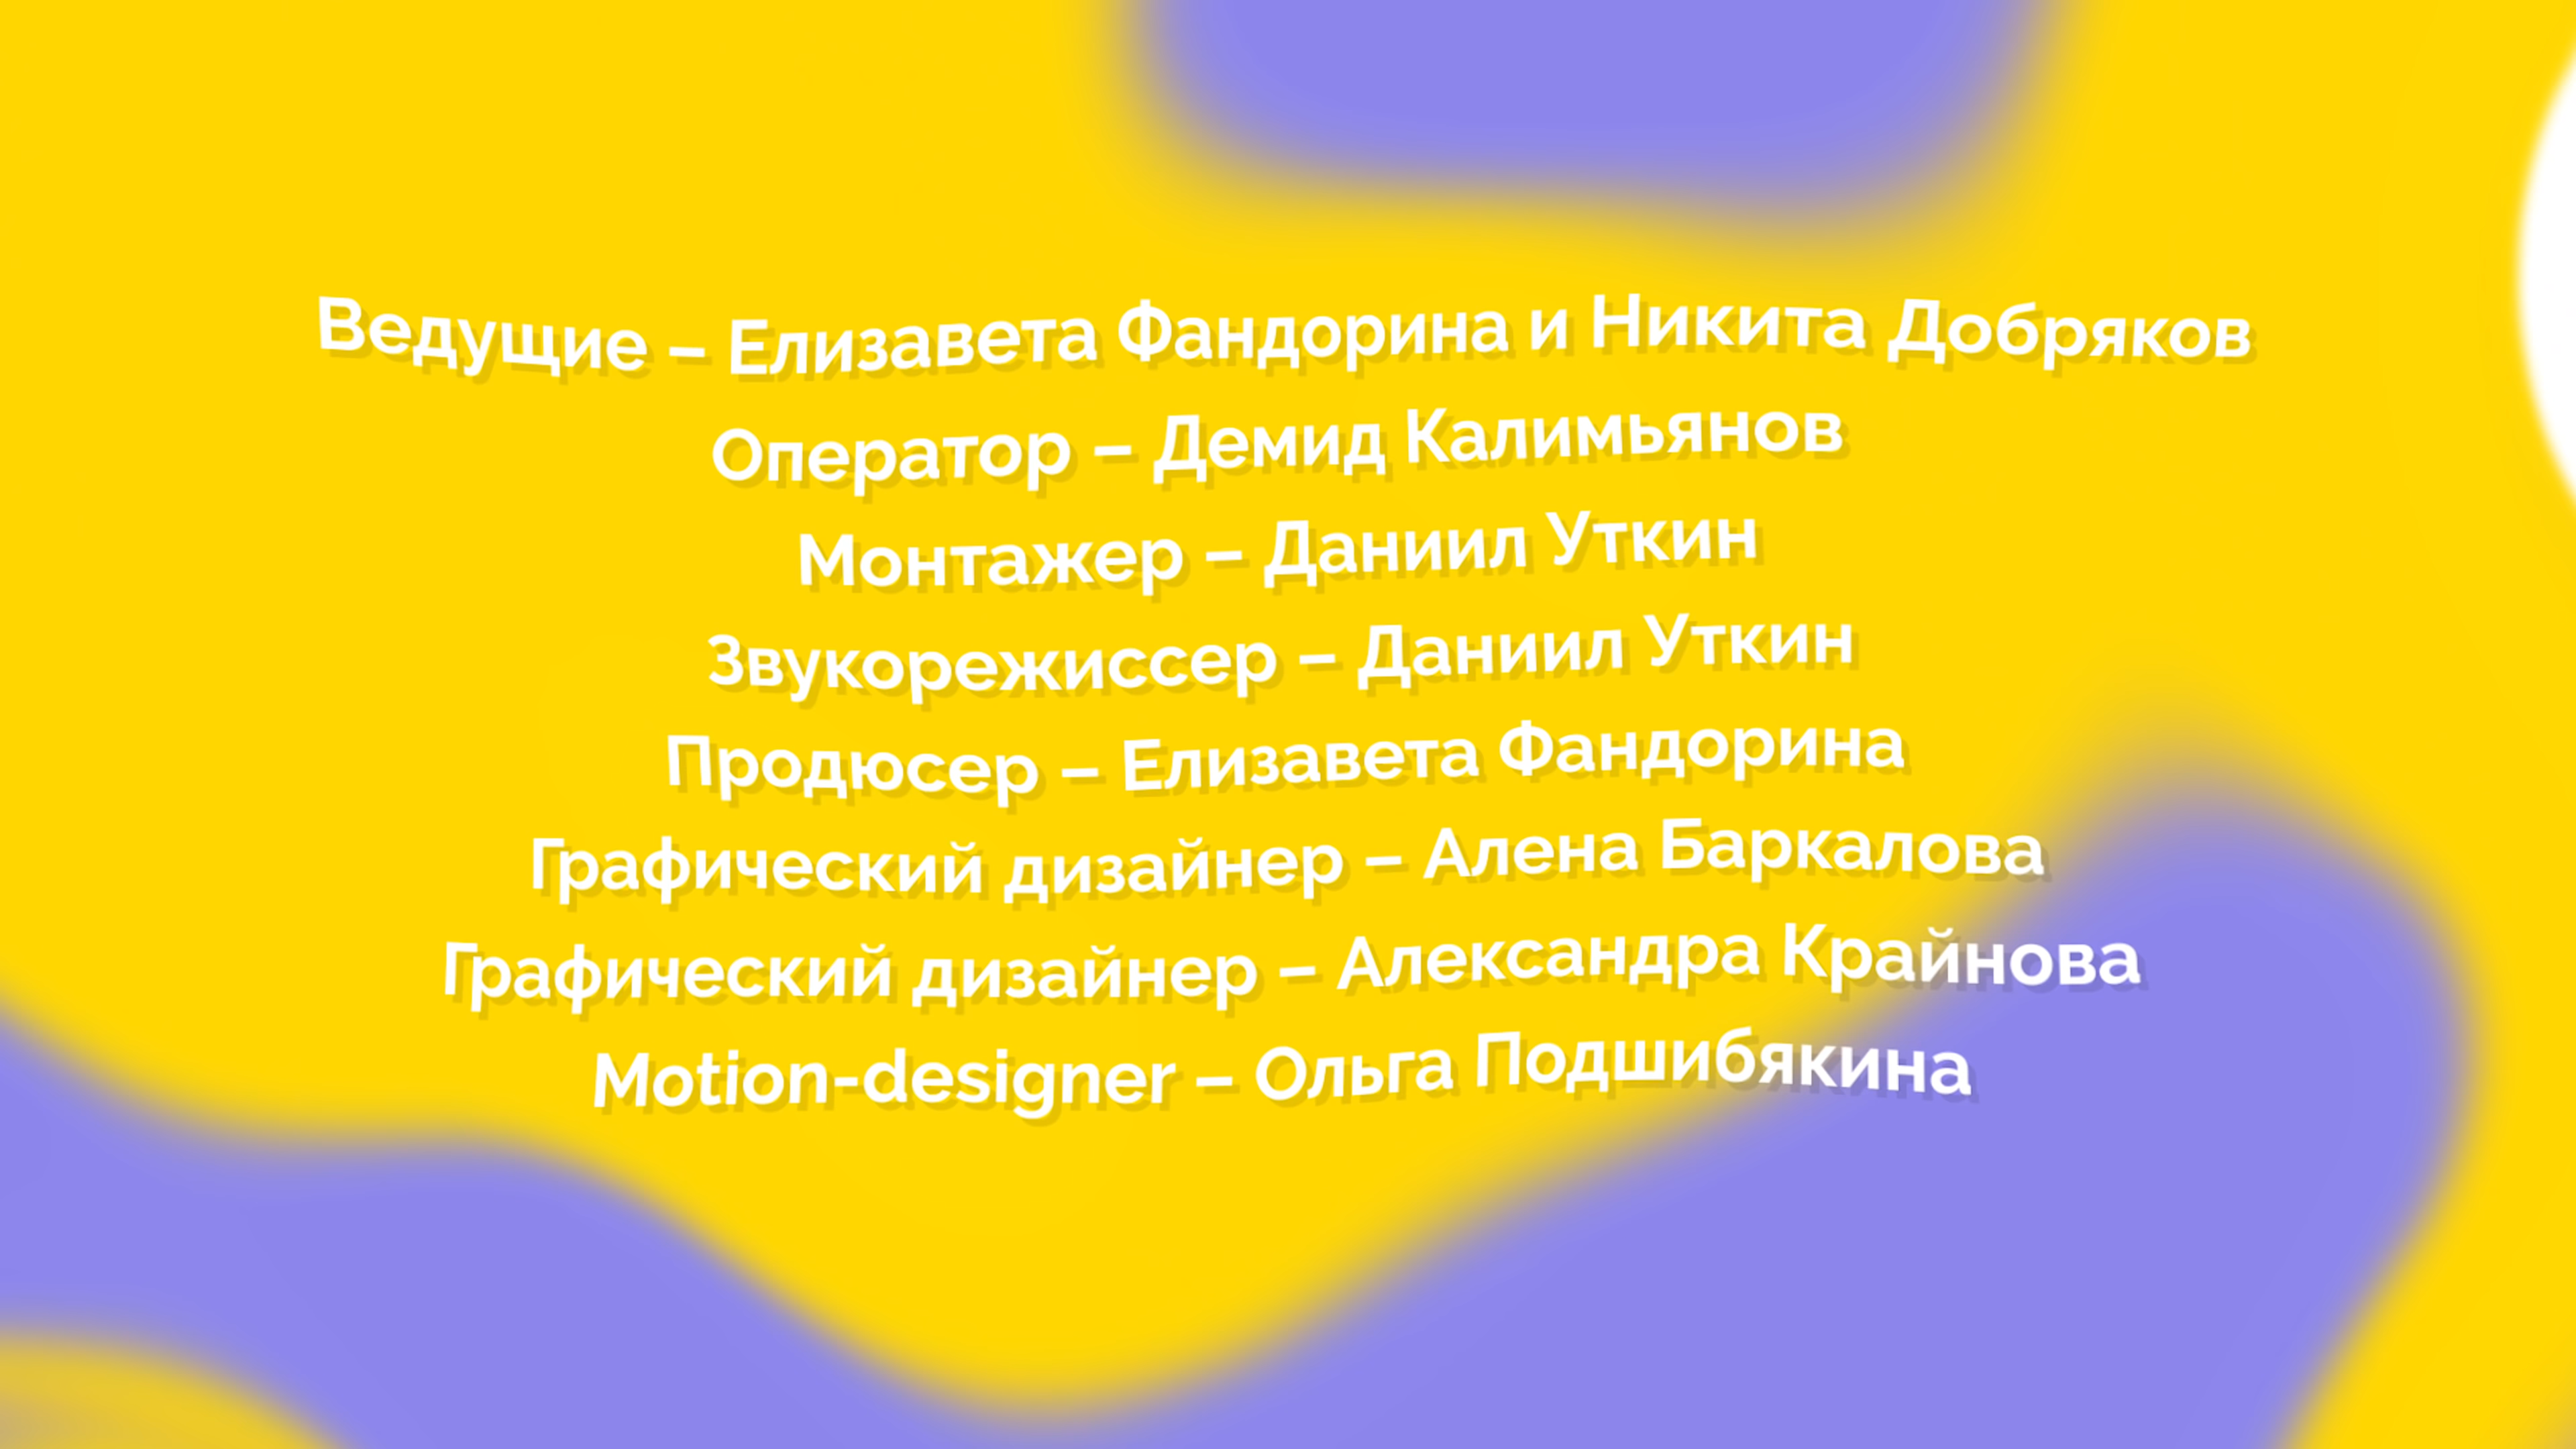 Ведущие – Елизавета Фандорина и Никита Добряков
Оператор – Демид Калимьянов
Монтажер – Даниил Уткин
Звукорежиссер – Даниил Уткин
Продюсер – Елизавета Фандорина
Графический дизайнер – Алена Баркалова
Графический дизайнер – Александра Крайнова
Motion-designer – Ольга Подшибякина